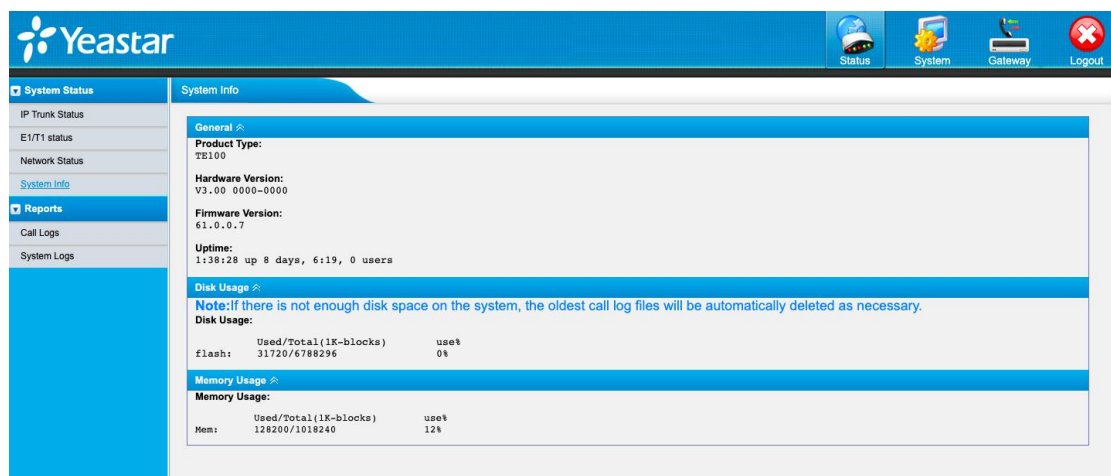 Yeastar
Status System Gateway Logout
System Status
IP Trunk Status
E1/T1 status
Network Status
System Info
Reports
Call Logs
System Logs
System Info
General
Product Type:
TE100
Hardware Version:
V3.00 0000-0000
Firmware Version:
61.0.0.7
Uptime:
1:38:28 up 8 days, 6:19, 0 users
Disk Usage
Note:If there is not enough disk space on the system, the oldest call log files will be automatically deleted as necessary.
Disk Usage:
Used/Total(1K-blocks) use%
flash: 31720/6788296 0%
Memory Usage
Memory Usage:
Used/Total(1K-blocks) use%
Mem: 128200/1018240 12%